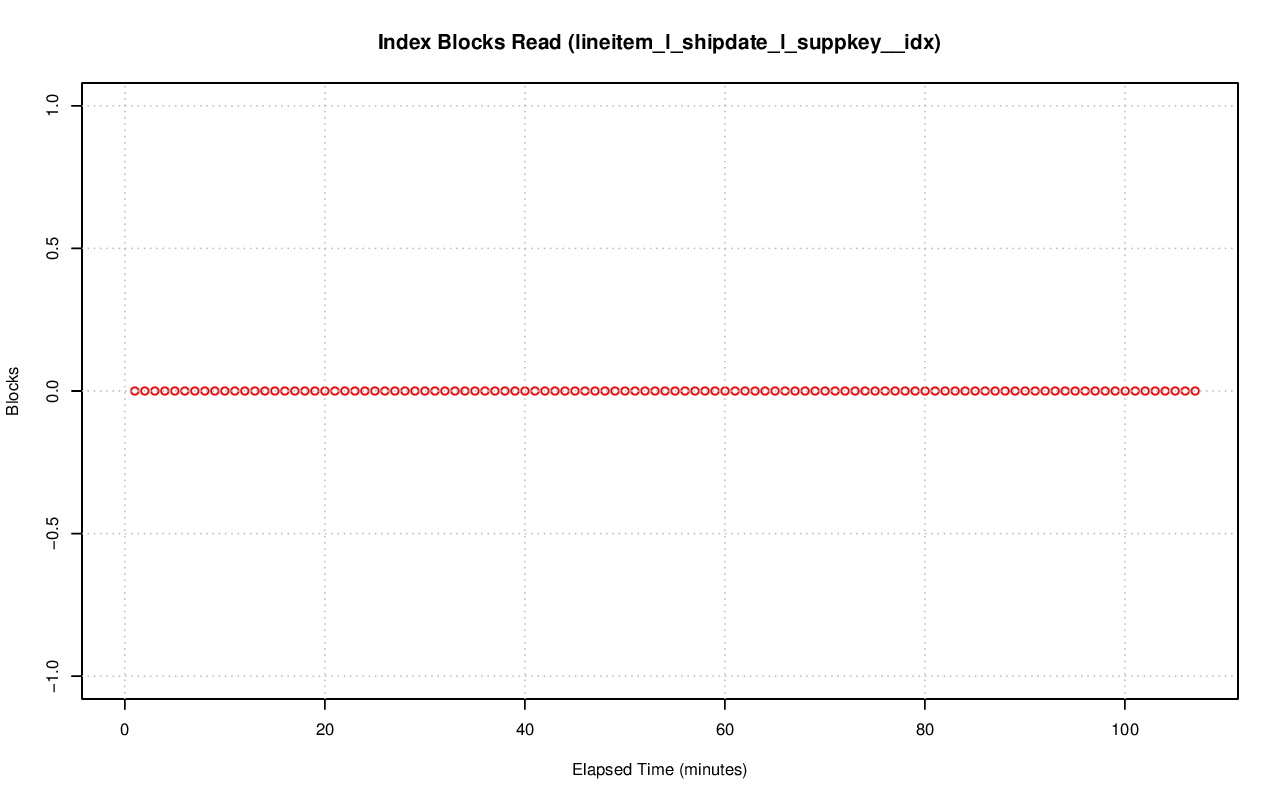 Index Blocks Read (lineitem_l_shipdate_l_suppkey__idx)
1.0
0.5
0.0
−0.5
−1.0
Blocks
0 20 40 60 80 100
Elapsed Time (minutes)